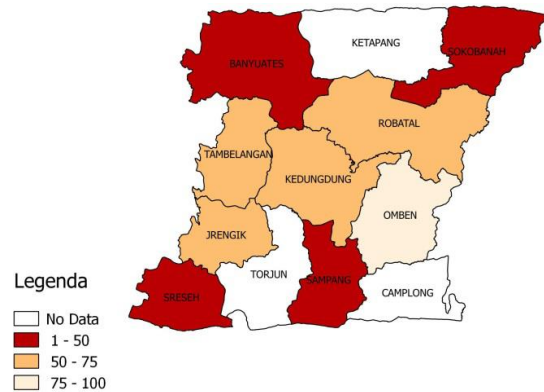 KETAPANG
SOKOBANAH
BANYUATES
ROBATAL
TAMBELANGAN
KEDUNGDUNG
OMBEN
JRENGIK
TORJUN
SAMPANG
CAMPLONG
SRESEH
Legenda
No Data
1 - 50
50 - 75
75 - 100